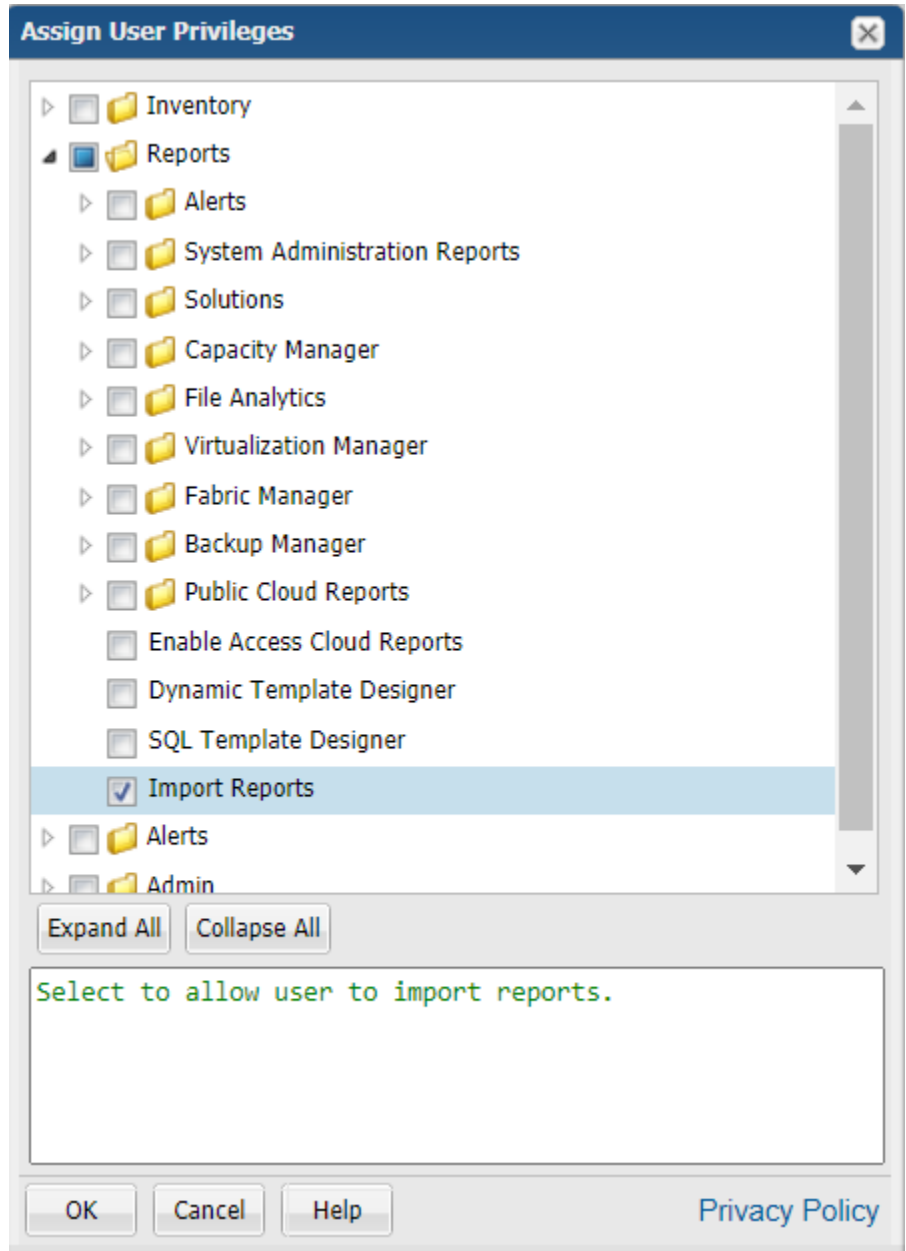 Assign User Privileges
Inventory
Reports
Alerts
System Administration Reports
Solutions
Capacity Manager
File Analytics
Virtualization Manager
Fabric Manager
Backup Manager
Public Cloud Reports
Enable Access Cloud Reports
Dynamic Template Designer
SQL Template Designer
Import Reports
Alerts
Admin
Expand All Collapse All
Select to allow user to import reports.
OK Cancel Help Privacy Policy